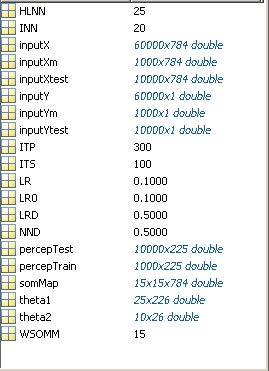 HLNN 25
INN 20
inputX 60000x784 double
inputXm 1000x784 double
inputXtest 10000x784 double
inputY 60000x1 double
inputYm 1000x1 double
inputYtest 10000x1 double
ITP 300
ITS 100
LR 0.1000
LR0 0.1000
LRD 0.5000
NND 0.5000
percepTest 10000x225 double
percepTrain 1000x225 double
somMap 15x15x784 double
theta1 25x226 double
theta2 10x26 double
WSOMM 15